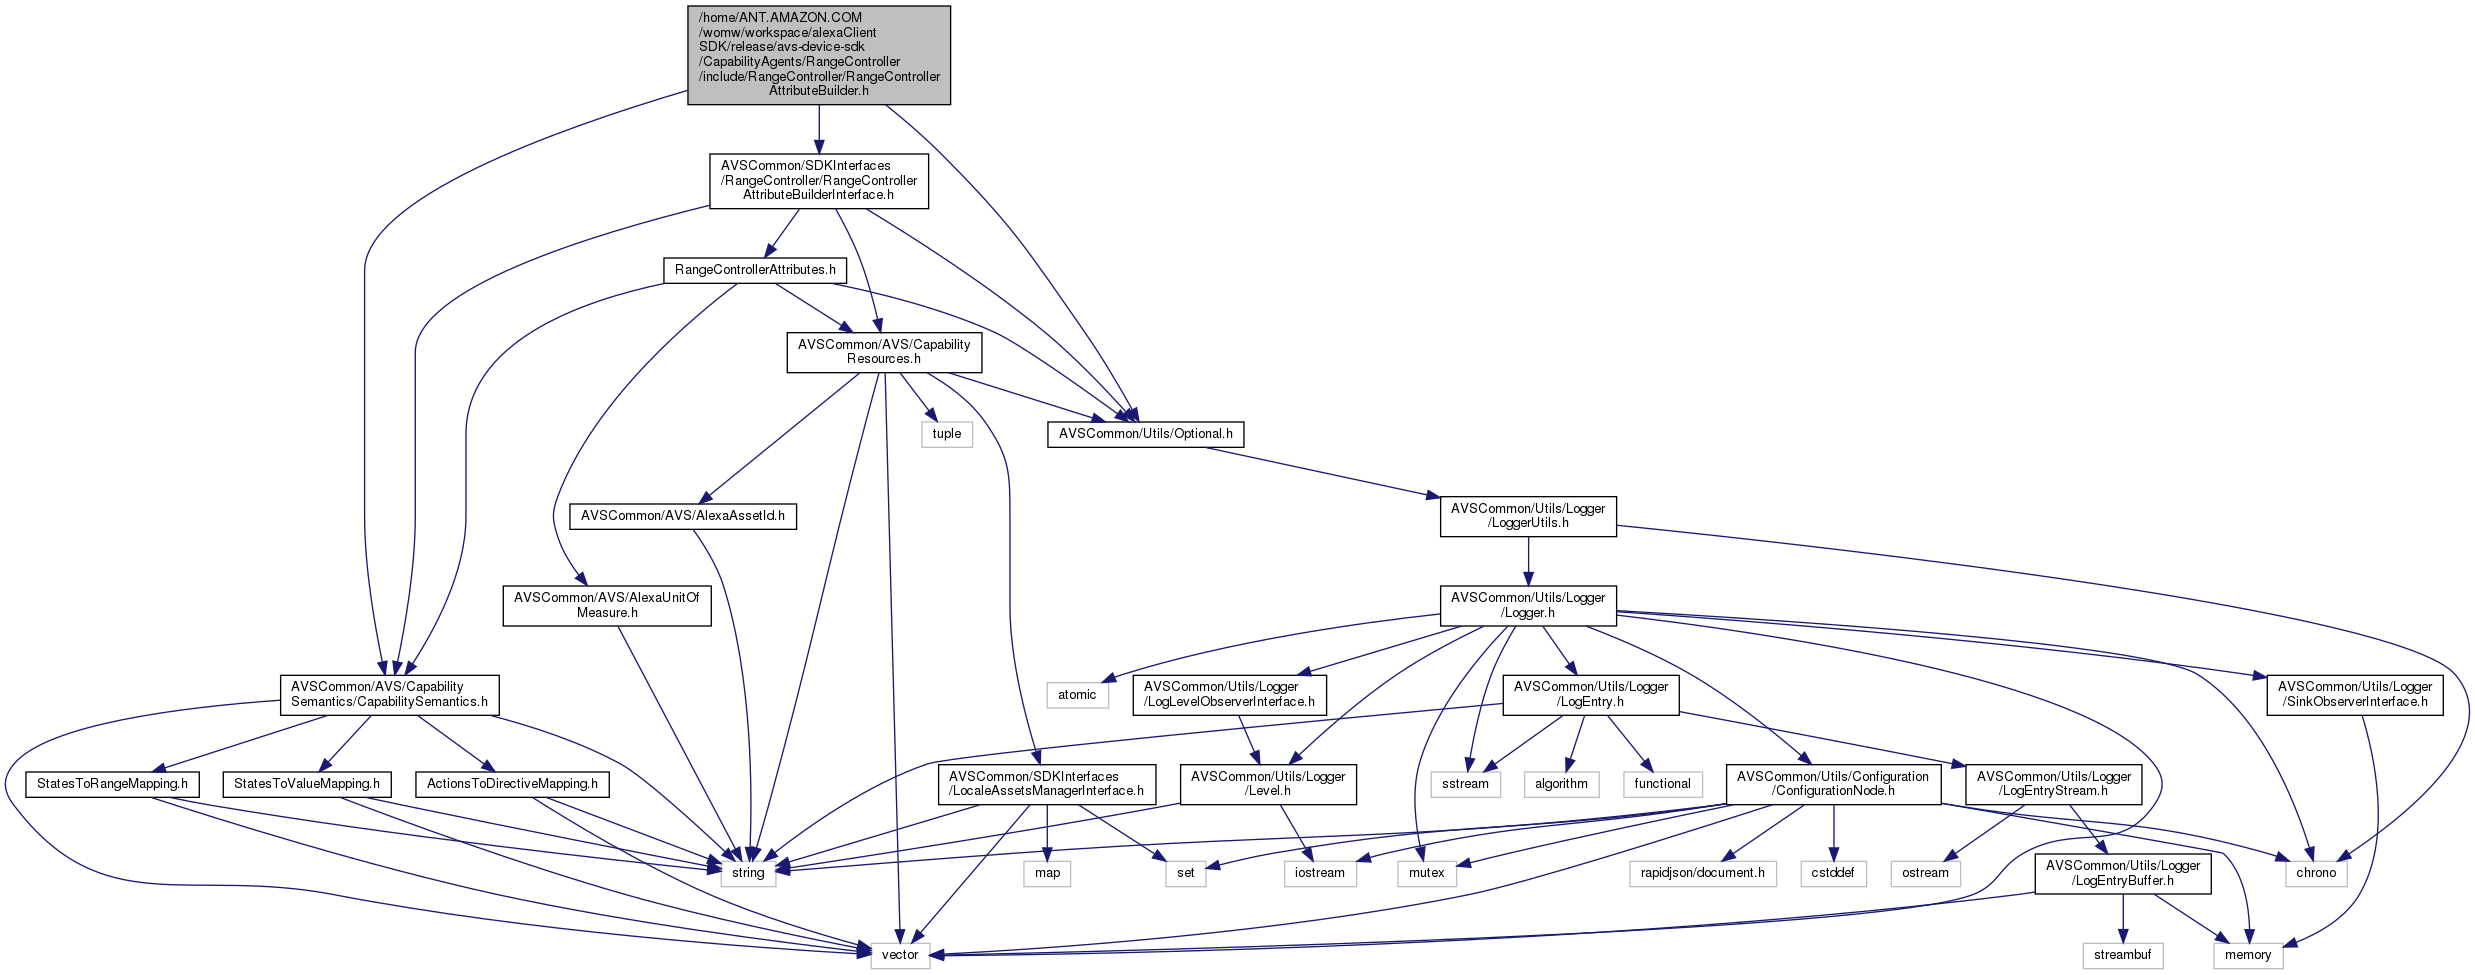 /home/ANT.AMAZON.COM
/womw/workspace/alexaClient
SDK/release/avs-device-sdk
/CapabilityAgents/RangeController
/include/RangeController/RangeController
AttributeBuilder.h
AVSCommon/SDKInterfaces
/RangeController/RangeController
AttributeBuilderInterface.h
RangeControllerAttributes.h
AVSCommon/AVS/Capability
Resources.h
tuple
AVSCommon/Utils/Optional.h
AVSCommon/AVS/AlexaAssetId.h
AVSCommon/Utils/Logger
/LoggerUtils.h
AVSCommon/AVS/AlexaUnitOf
Measure.h
AVSCommon/Utils/Logger
/Logger.h
AVSCommon/AVS/Capability
Semantics/CapabilitySemantics.h
atomic
AVSCommon/Utils/Logger
/LogLevelObserverInterface.h
AVSCommon/Utils/Logger
/LogEntry.h
AVSCommon/Utils/Logger
/SinkObserverInterface.h
StatesToRangeMapping.h
StatesToValueMapping.h
ActionsToDirectiveMapping.h
AVSCommon/SDKInterfaces
/LocaleAssetsManagerInterface.h
AVSCommon/Utils/Logger
/Level.h
sstream
algorithm
functional
AVSCommon/Utils/Configuration
/ConfigurationNode.h
AVSCommon/Utils/Logger
/LogEntryStream.h
string
map
set
iostream
mutex
rapidjson/document.h
cstddef
ostream
AVSCommon/Utils/Logger
/LogEntryBuffer.h
chrono
vector
streambuf
memory